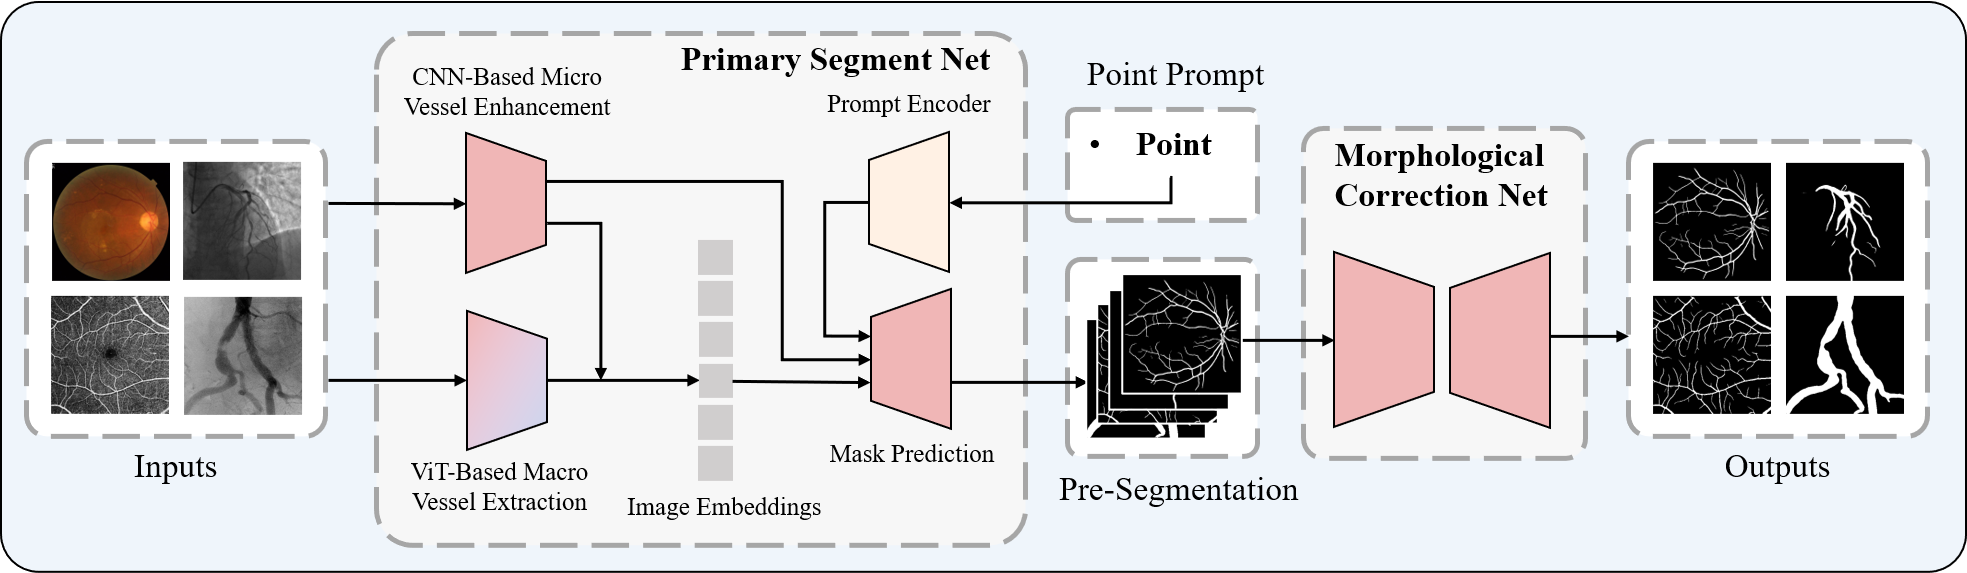 Inputs
Primary Segment Net
CNN-Based Micro
Vessel Enhancement
ViT-Based Macro
Vessel Extraction
Image Embeddings
Prompt Encoder
Mask Prediction
Point Prompt
• Point
Pre-Segmentation
Morphological
Correction Net
Outputs